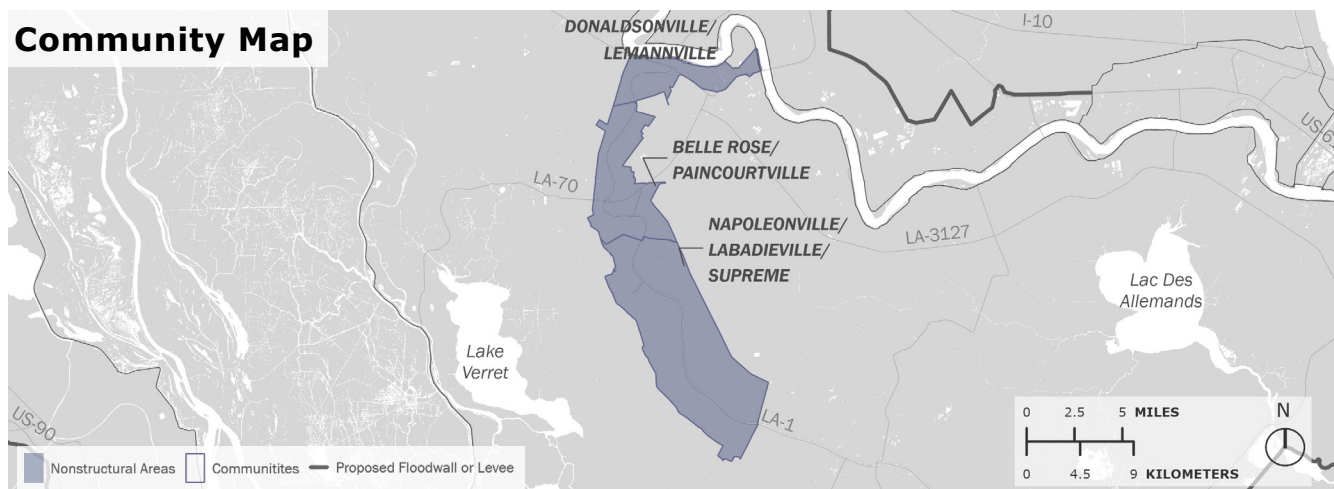 Community Map
DONALDSONVILLE/
LEMANNVILLE
I-10
US-6
BELLE ROSE/
PAINCOURTVILLE
LA-70
NAPOLEONVILLE/
LABADIEVILLE/
SUPREME
LA-3127
Lac Des
Allemands
Lake
Verret
LA-1
US-90
Nonstructural Areas
Communitites
Proposed Floodwall or Levee
0 2.5 5 MILES
0 4.5 9 KILOMETERS
N